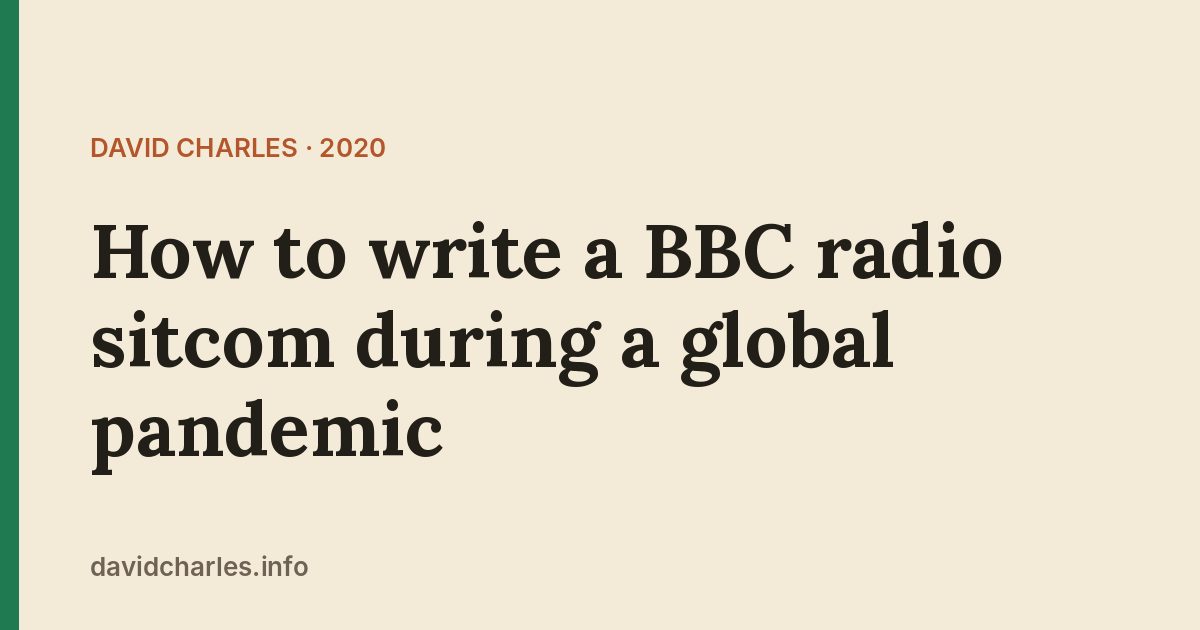 DAVID CHARLES · 2020
How to write a BBC radio
sitcom during a global
pandemic
davidcharles.info